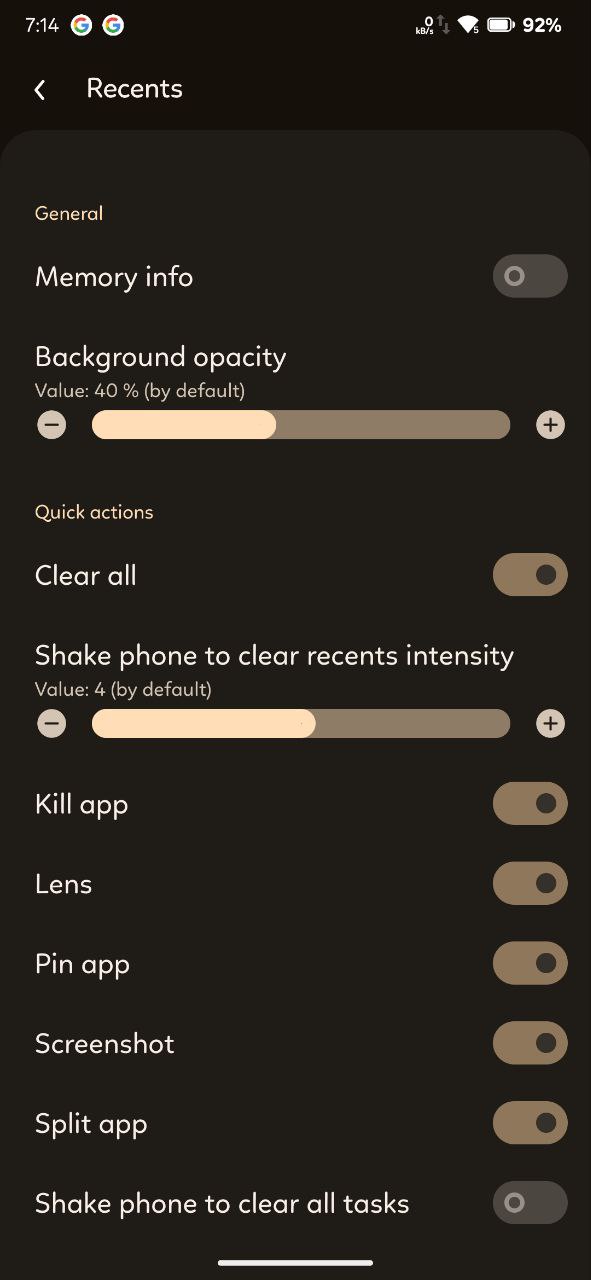 7:14 0 kB/s 5 92%
Recents
General
Memory info
Background opacity
Value: 40 % (by default)
Quick actions
Clear all
Shake phone to clear recents intensity
Value: 4 (by default)
Kill app
Lens
Pin app
Screenshot
Split app
Shake phone to clear all tasks